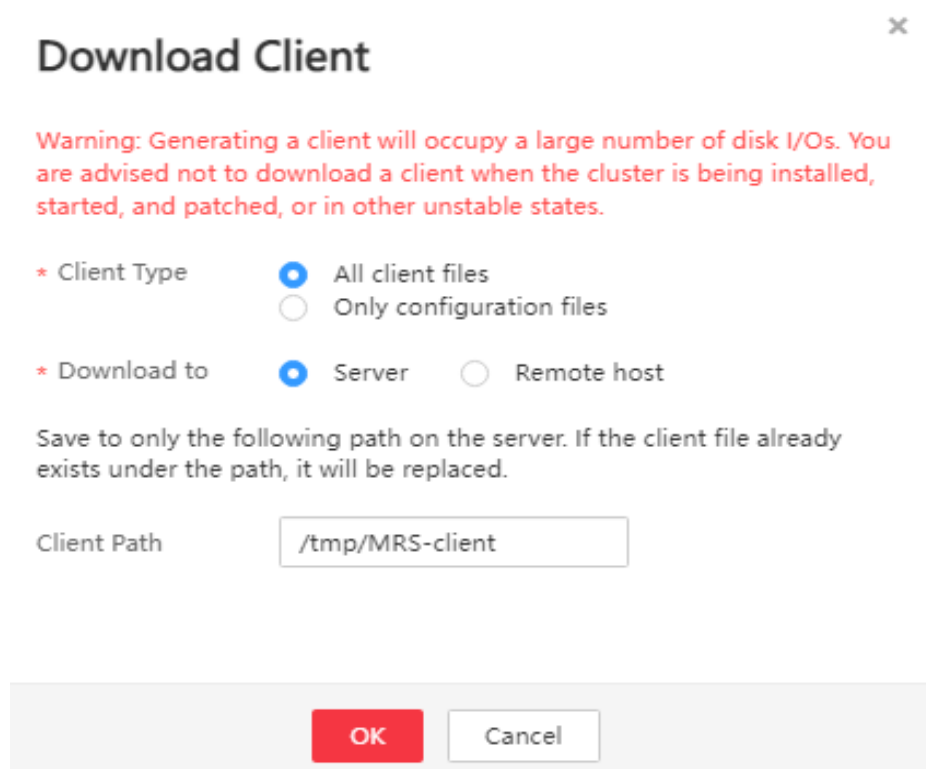 Download Client
Warning: Generating a client will occupy a large number of disk I/Os. You
are advised not to download a client when the cluster is being installed,
started, and patched, or in other unstable states.
* Client Type
All client files
Only configuration files
* Download to
Server
Remote host
Save to only the following path on the server. If the client file already
exists under the path, it will be replaced.
Client Path
/tmp/MRS-client
OK
Cancel